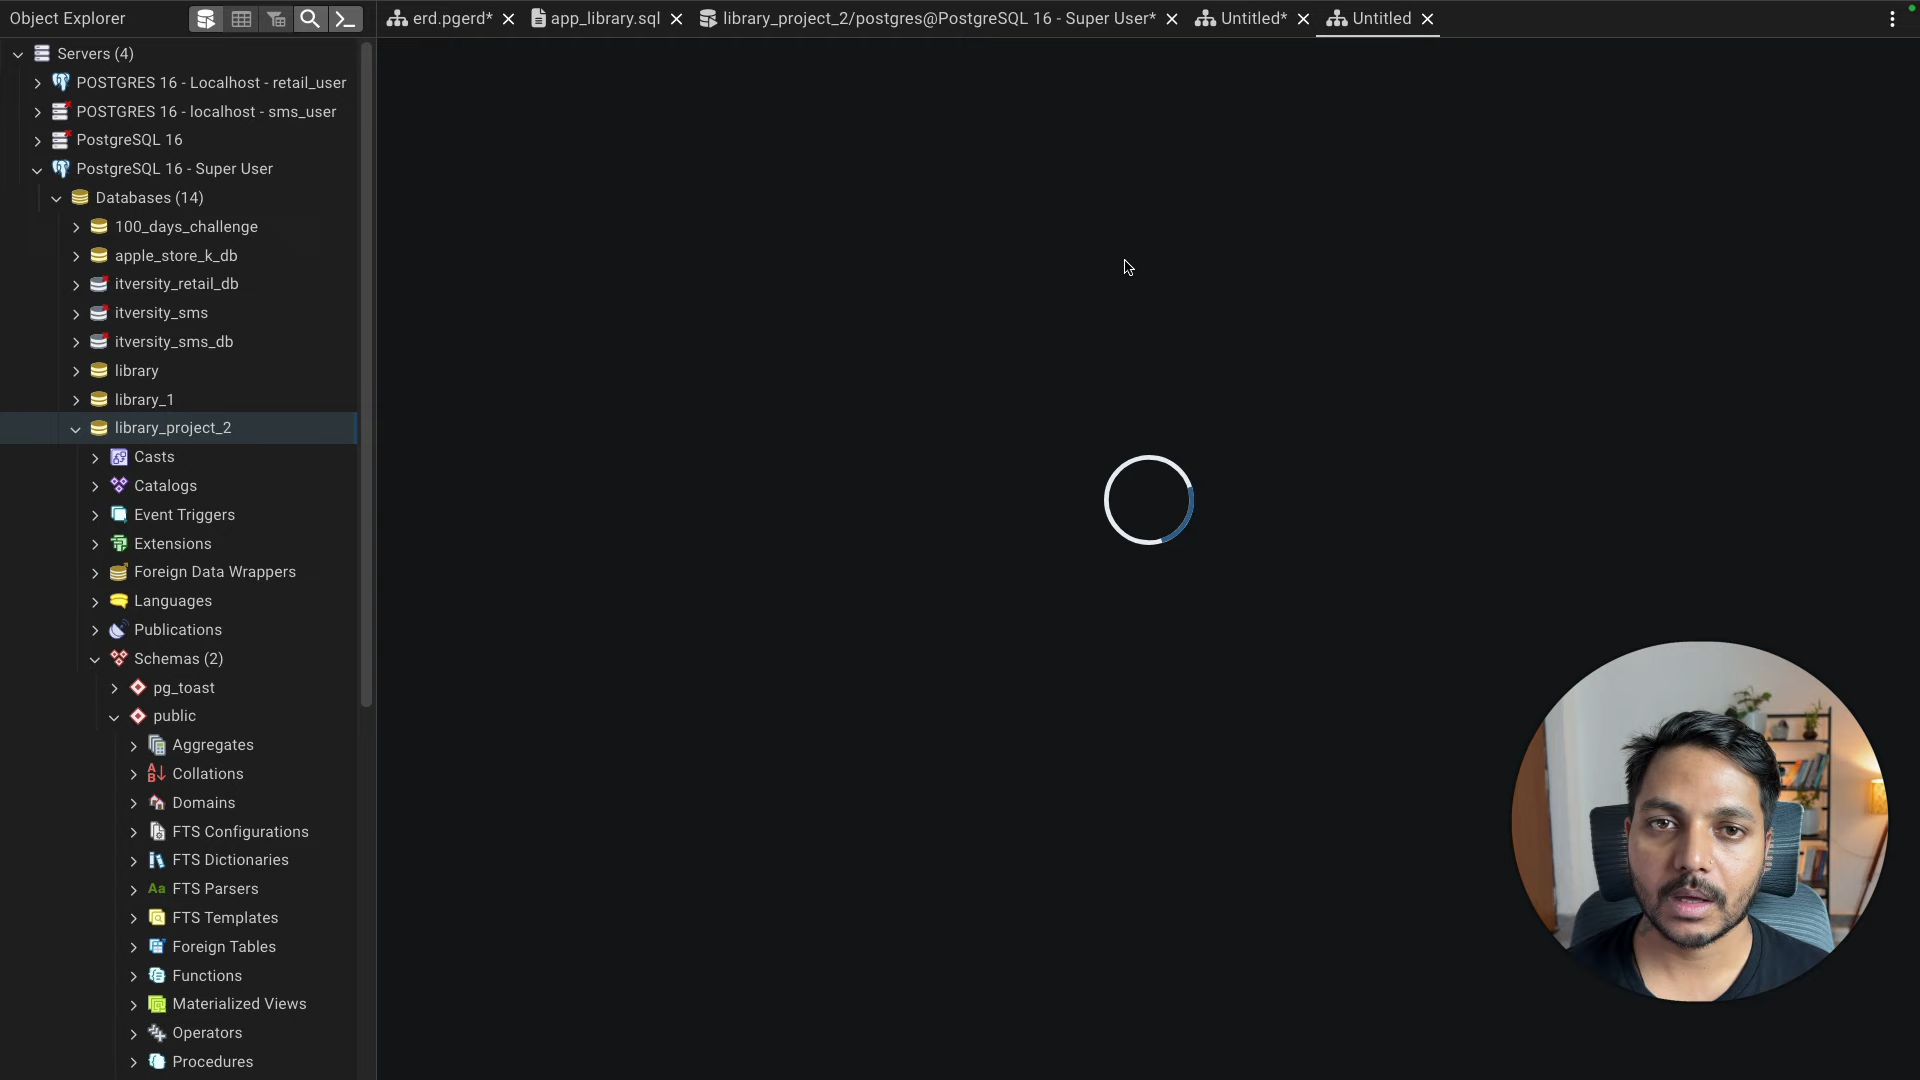 Object Explorer
erd.pgerd*
app_library.sql
library_project_2/postgres@PostgreSQL 16 - Super User*
Untitled*
Untitled
Servers (4)
POSTGRES 16 - Localhost - retail_user
POSTGRES 16 - localhost - sms_user
PostgreSQL 16
PostgreSQL 16 - Super User
Databases (14)
100_days_challenge
apple_store_k_db
itversity_retail_db
itversity_sms
itversity_sms_db
library
library_1
library_project_2
Casts
Catalogs
Event Triggers
Extensions
Foreign Data Wrappers
Languages
Publications
Schemas (2)
pg_toast
public
Aggregates
Collations
Domains
FTS Configurations
FTS Dictionaries
Aa FTS Parsers
FTS Templates
Foreign Tables
Functions
Materialized Views
Operators
Procedures